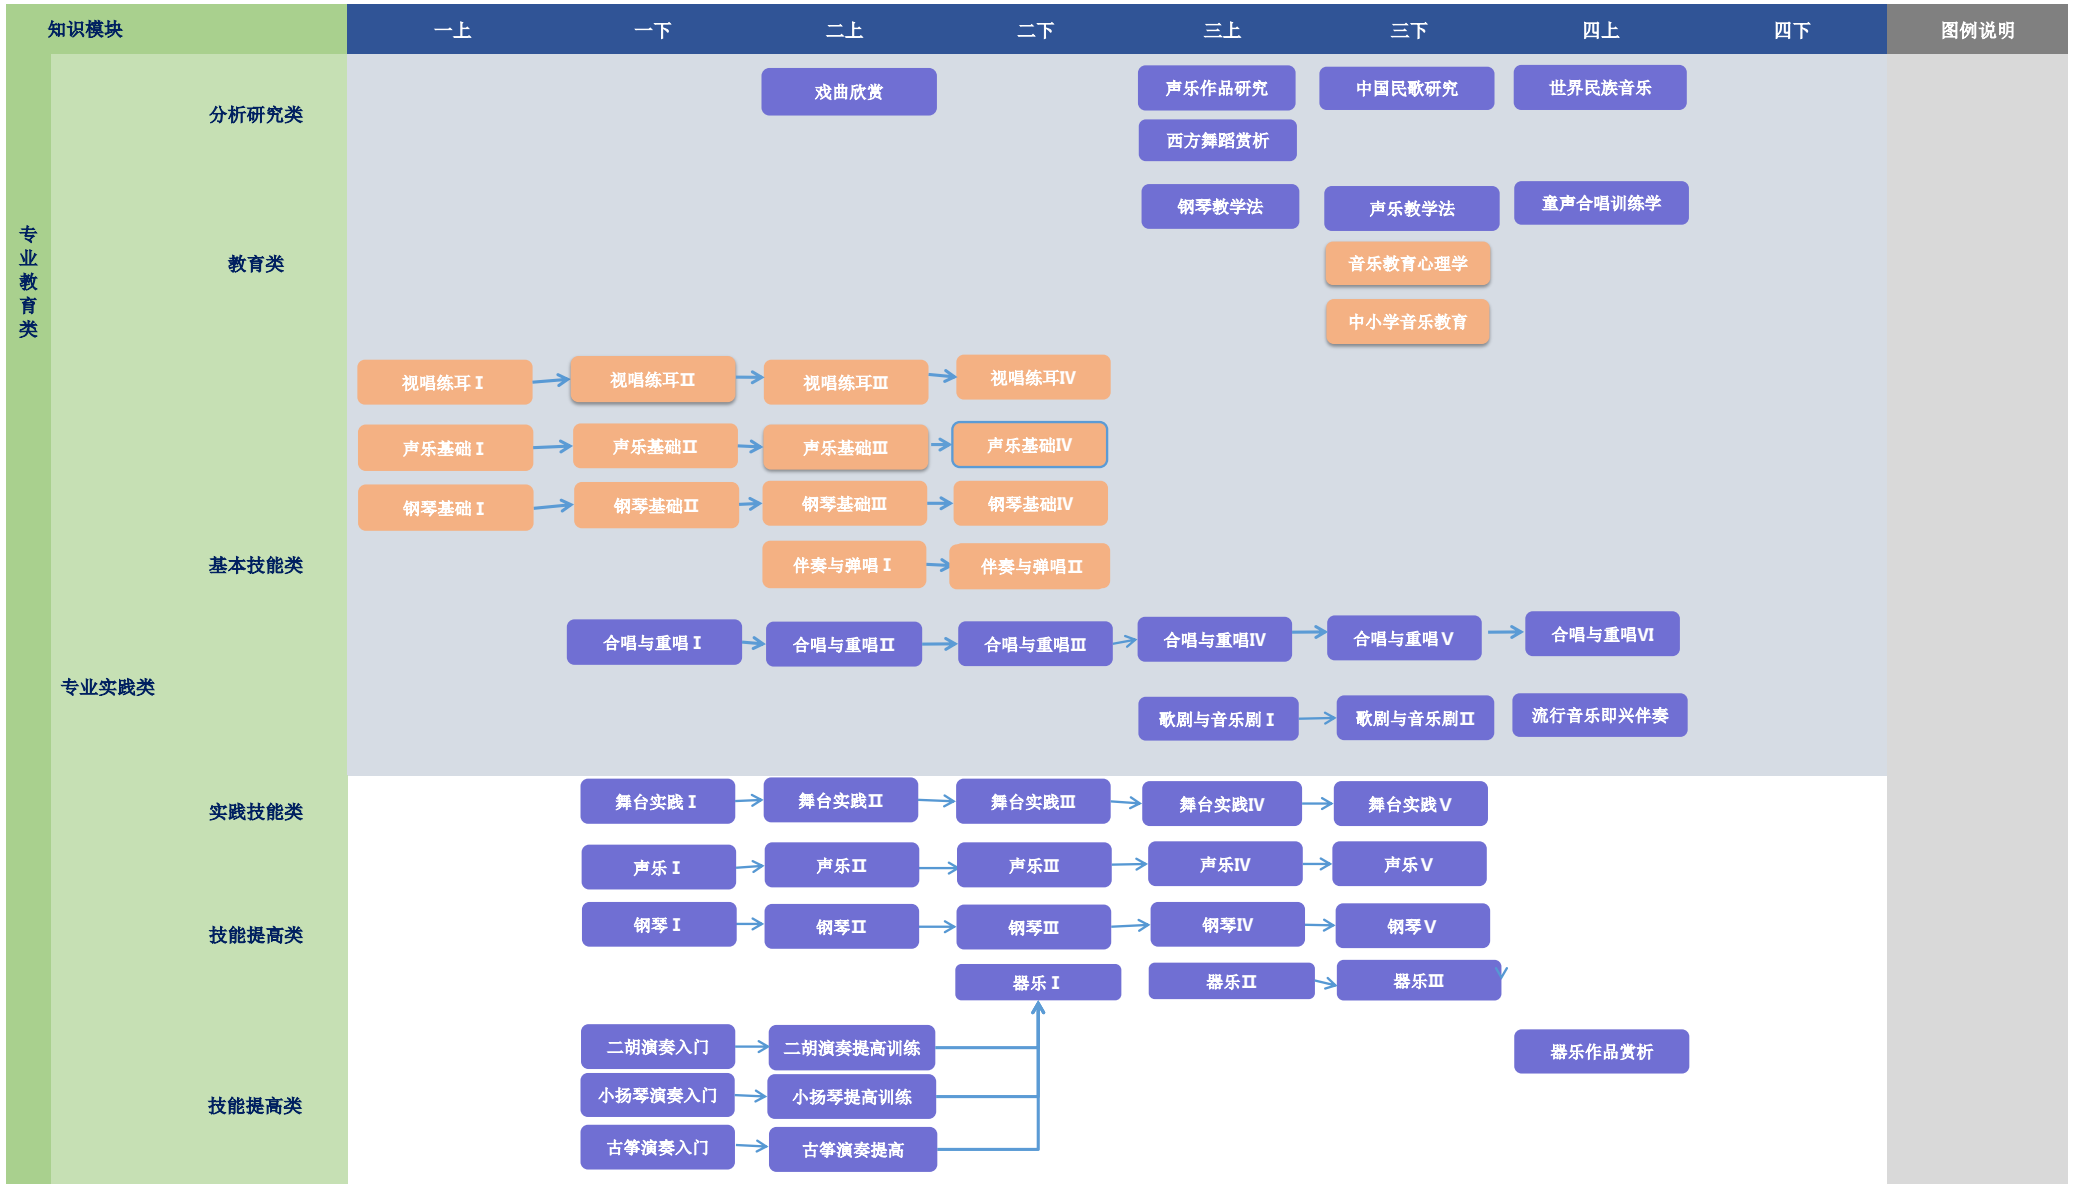 知识模块
一上
一下
二上
二下
三上
三下
四上
四下
图例说明
专业教育类
分析研究类
戏曲欣赏
声乐作品研究
中国民歌研究
世界民族音乐
西方舞蹈赏析
教育类
钢琴教学法
声乐教学法
童声合唱训练学
音乐教育心理学
中小学音乐教育
视唱练耳Ⅰ
视唱练耳Ⅱ
视唱练耳Ⅲ
视唱练耳Ⅳ
声乐基础Ⅰ
声乐基础Ⅱ
声乐基础Ⅲ
声乐基础Ⅳ
钢琴基础Ⅰ
钢琴基础Ⅱ
钢琴基础Ⅲ
钢琴基础Ⅳ
基本技能类
伴奏与弹唱Ⅰ
伴奏与弹唱Ⅱ
合唱与重唱Ⅰ
合唱与重唱Ⅱ
合唱与重唱Ⅲ
合唱与重唱Ⅳ
合唱与重唱Ⅴ
合唱与重唱Ⅵ
专业实践类
歌剧与音乐剧Ⅰ
歌剧与音乐剧Ⅱ
流行音乐即兴伴奏
实践技能类
舞台实践Ⅰ
舞台实践Ⅱ
舞台实践Ⅲ
舞台实践Ⅳ
舞台实践Ⅴ
声乐Ⅰ
声乐Ⅱ
声乐Ⅲ
声乐Ⅳ
声乐Ⅴ
技能提高类
钢琴Ⅰ
钢琴Ⅱ
钢琴Ⅲ
钢琴Ⅳ
钢琴Ⅴ
器乐Ⅰ
器乐Ⅱ
器乐Ⅲ
二胡演奏入门
二胡演奏提高训练
器乐作品赏析
技能提高类
小扬琴演奏入门
小扬琴提高训练
古筝演奏入门
古筝演奏提高